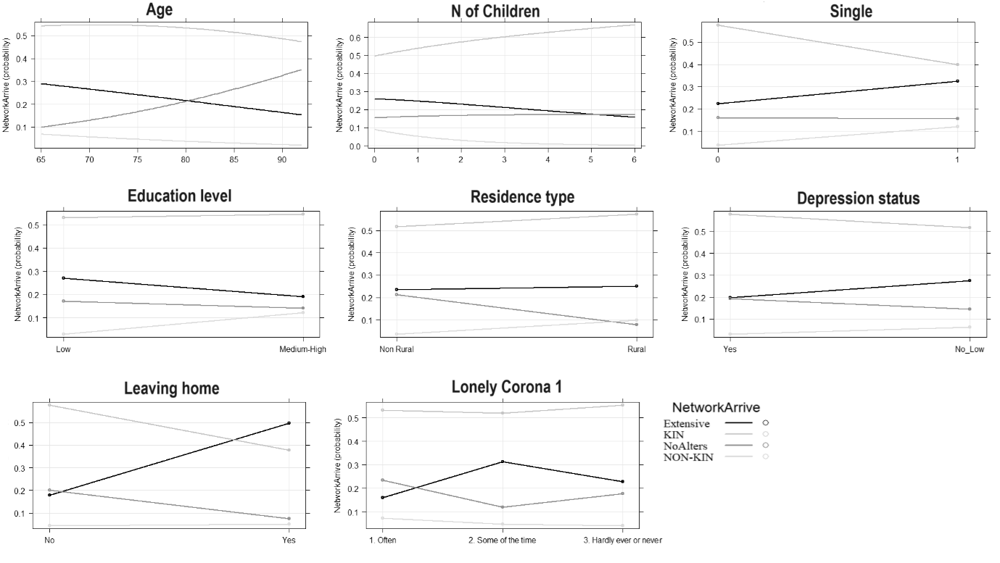 Age
NetworkArrive (probability)
0.5
0.4
0.3
0.2
0.1
65 70 75 80 85 90
N of Children
NetworkArrive (probability)
0.6
0.5
0.4
0.3
0.2
0.1
0.0
0 1 2 3 4 5 6
Single
NetworkArrive (probability)
0.5
0.4
0.3
0.2
0.1
0 1
Education level
NetworkArrive (probability)
0.5
0.4
0.3
0.2
0.1
Low Medium-High
Residence type
NetworkArrive (probability)
0.5
0.4
0.3
0.2
0.1
Non Rural Rural
Depression status
NetworkArrive (probability)
0.5
0.4
0.3
0.2
0.1
Yes No_Low
Leaving home
0.5
0.4
0.3
0.2
0.1
No Yes
Lonely Corona 1
NetworkArrive (probability)
0.5
0.4
0.3
0.2
0.1
1. Often 2. Some of the time 3. Hardly ever or never
NetworkArrive
Extensive
KIN
NoAlters
NON-KIN